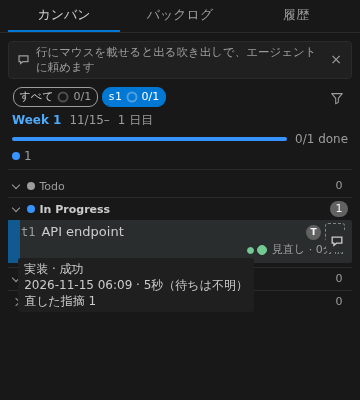 カンバン バックログ 履歴
行にマウスを載せると出る吹き出しで、エージェント
に頼めます ×
すべて 0/1 s1 0/1
Week 1 11/15– 1 日目
0/1 done
1
Todo 0
In Progress 1
t1 API endpoint T
見直し · 0
実装 · 成功 0
2026-11-15 06:09 · 5秒（待ちは不明）
直した指摘 1 0